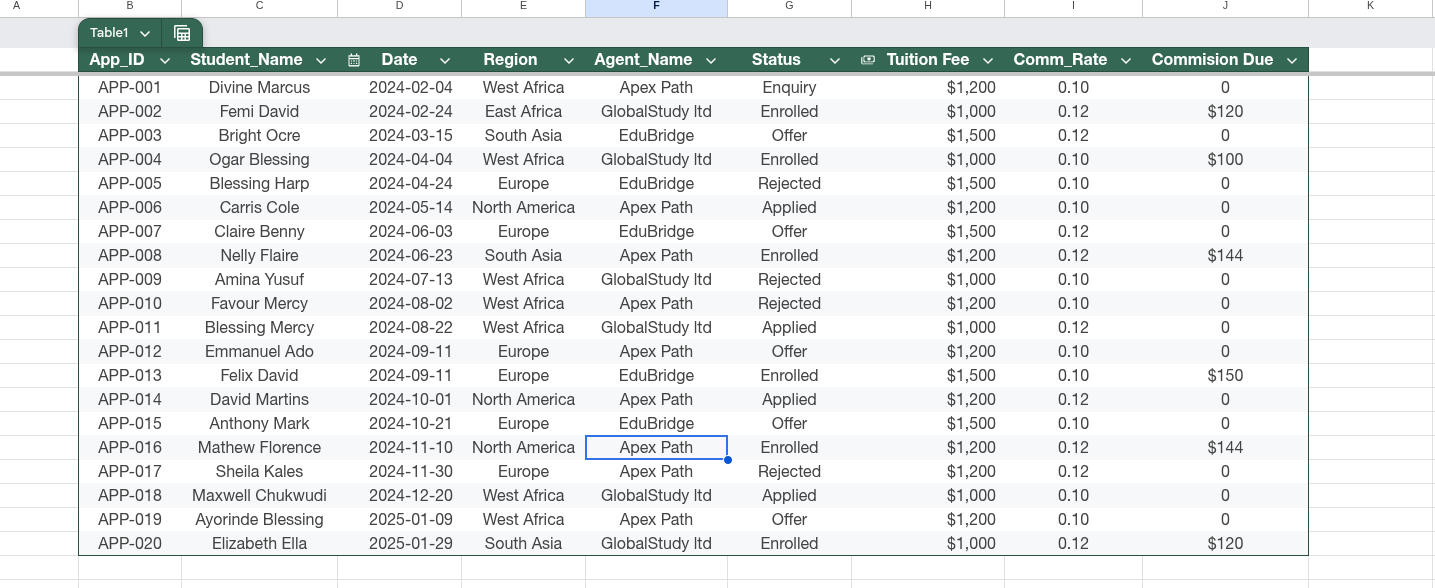 A B C D E F G H I J K
Table1
App_ID Student_Name Date Region Agent_Name Status Tuition Fee Comm_Rate Commision Due
APP-001 Divine Marcus 2024-02-04 West Africa Apex Path Enquiry $1,200 0.10 0
APP-002 Femi David 2024-02-24 East Africa GlobalStudy ltd Enrolled $1,000 0.12 $120
APP-003 Bright Ocre 2024-03-15 South Asia EduBridge Offer $1,500 0.12 0
APP-004 Ogar Blessing 2024-04-04 West Africa GlobalStudy ltd Enrolled $1,000 0.10 $100
APP-005 Blessing Harp 2024-04-24 Europe EduBridge Rejected $1,500 0.10 0
APP-006 Carris Cole 2024-05-14 North America Apex Path Applied $1,200 0.10 0
APP-007 Claire Benny 2024-06-03 Europe EduBridge Offer $1,500 0.12 0
APP-008 Nelly Flaire 2024-06-23 South Asia Apex Path Enrolled $1,200 0.12 $144
APP-009 Amina Yusuf 2024-07-13 West Africa GlobalStudy ltd Rejected $1,000 0.10 0
APP-010 Favour Mercy 2024-08-02 West Africa Apex Path Rejected $1,200 0.10 0
APP-011 Blessing Mercy 2024-08-22 West Africa GlobalStudy ltd Applied $1,000 0.12 0
APP-012 Emmanuel Ado 2024-09-11 Europe Apex Path Offer $1,200 0.10 0
APP-013 Felix David 2024-09-11 Europe EduBridge Enrolled $1,500 0.10 $150
APP-014 David Martins 2024-10-01 North America Apex Path Applied $1,200 0.12 0
APP-015 Anthony Mark 2024-10-21 Europe EduBridge Offer $1,500 0.10 0
APP-016 Mathew Florence 2024-11-10 North America Apex Path Enrolled $1,200 0.12 $144
APP-017 Sheila Kales 2024-11-30 Europe Apex Path Rejected $1,200 0.12 0
APP-018 Maxwell Chukwudi 2024-12-20 West Africa GlobalStudy ltd Applied $1,000 0.10 0
APP-019 Ayorinde Blessing 2025-01-09 West Africa Apex Path Offer $1,200 0.10 0
APP-020 Elizabeth Ella 2025-01-29 South Asia GlobalStudy ltd Enrolled $1,000 0.12 $120